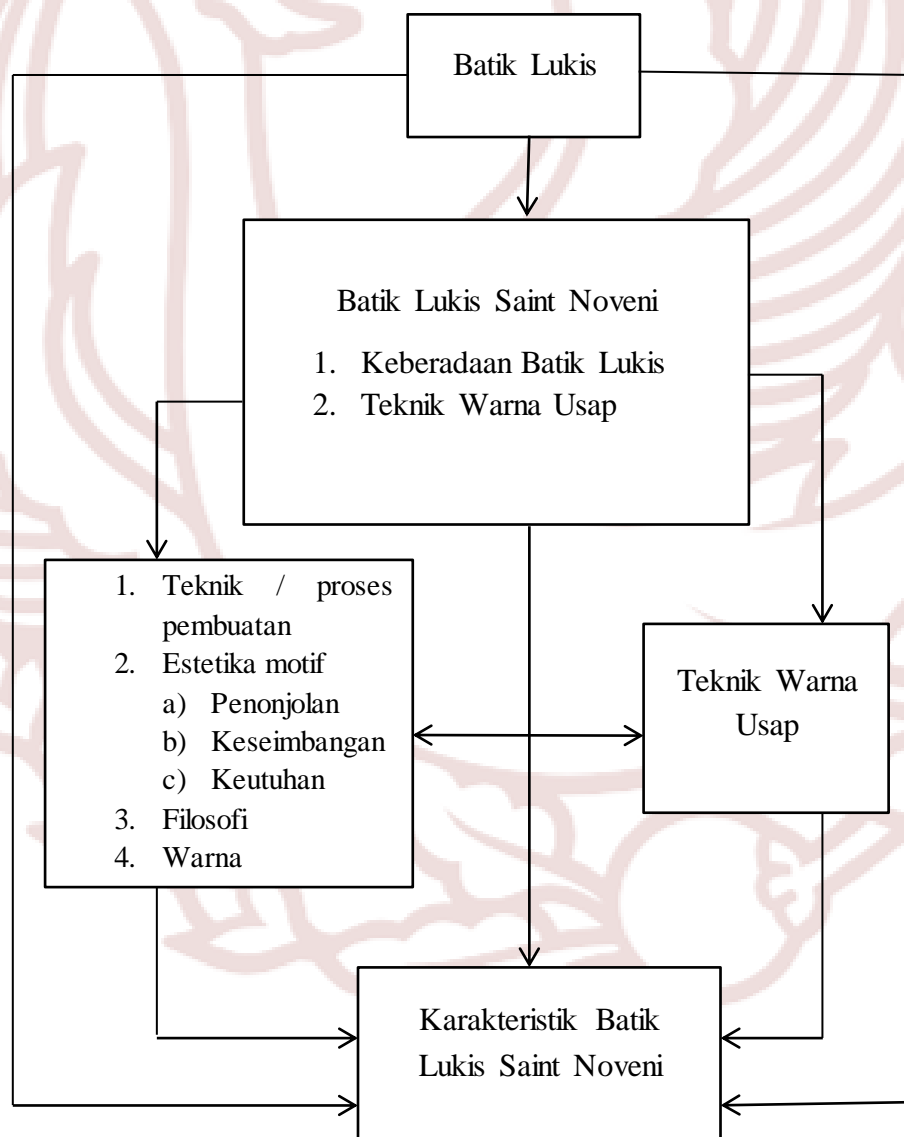 Batik Lukis
Batik Lukis Saint Noveni
1. Keberadaan Batik Lukis
2. Teknik Warna Usap
1. Teknik / proses
pembuatan
2. Estetika motif
a) Penonjolan
b) Keseimbangan
c) Keutuhan
3. Filosofi
4. Warna
Teknik Warna
Usap
Karakteristik Batik
Lukis Saint Noveni